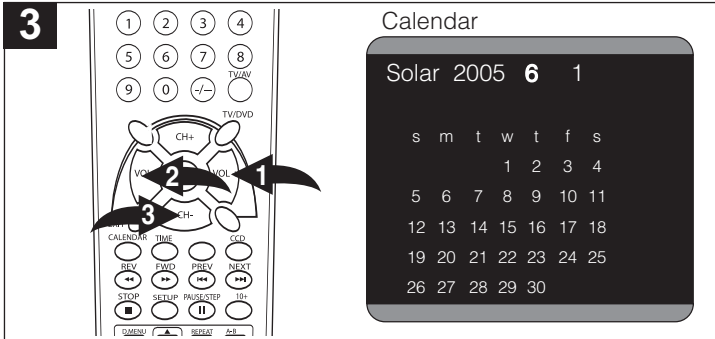 3
Calendar
1 2 3 4
5 6 7 8
TV/AV
9 0 -/--
TV/DVD
CH+
VOL VOL
2 1
3 CH-
CALENDAR TIME CCD
REV FWD PREV NEXT
STOP SETUP PAUSE/STEP 10+
D.MENU REPEAT A-B
Solar 2005 6 1
s m t w t f s
1 2 3 4
5 6 7 8 9 10 11
12 13 14 15 16 17 18
19 20 21 22 23 24 25
26 27 28 29 30